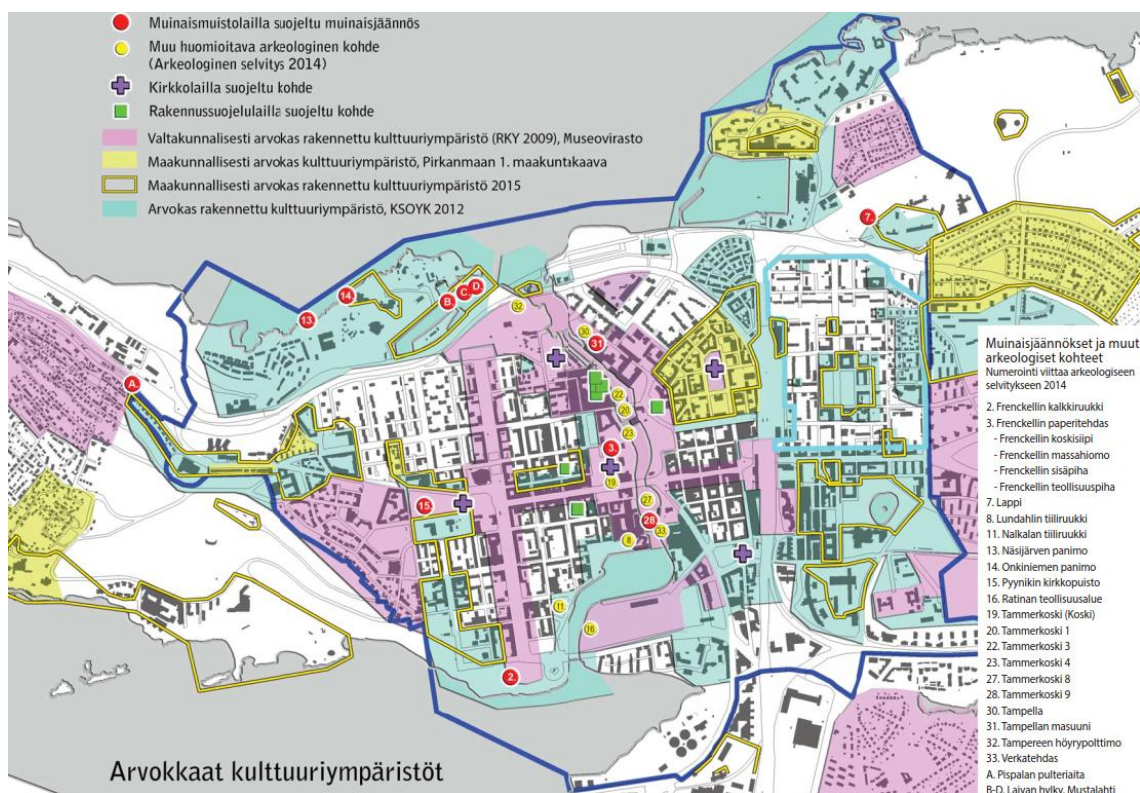 Muinaismuistolailla suojeltu muinaisjäännös
Muu huomioitava arkeologinen kohde
(Arkeologinen selvitys 2014)
Kirkkolailla suojeltu kohde
Rakennussuojelulailla suojeltu kohde
Valtakunnallisesti arvokas rakennettu kulttuuriympäristö (RKY 2009), Museovirasto
Maakunnallisesti arvokas kulttuuriympäristö, Pirkanmaan 1. maakuntakaava
Maakunnallisesti arvokas rakennettu kulttuuriympäristö 2015
Arvokas rakennettu kulttuuriympäristö, KSOYK 2012
7.
14.
B.
C.
D.
32
13.
30
31
A.
22
20
23
3.
19
15.
27
28
33
8
11
16.
2.
Muinaisjäännökset ja muut
arkeologiset kohteet
Numerointi viittaa arkeologiseen
selvitykseen 2014
2. Frenckellin kalkkiruukki
3. Frenckellin paperitehdas
- Frenckellin koskisiipi
- Frenckellin massahiomo
- Frenckellin sisäpiha
- Frenckellin teollisuuspiha
7. Lappi
8. Lundahlin tiiliruukki
11. Nalkalan tiiliruukki
13. Näsijärven panimo
14. Onkiniemen panimo
15. Pyynikin kirkkopuisto
16. Ratinan teollisuusalue
19. Tammerkoski (Koski)
20. Tammerkoski 1
22. Tammerkoski 3
23. Tammerkoski 4
27. Tammerkoski 8
28. Tammerkoski 9
30. Tampella
31. Tampellan masuuni
32. Tampereen höyrypolttimo
33. Verkatehdas
A. Pispalan pulteriaita
B-D. Laivan hylky, Mustalahti
Arvokkaat kulttuuriympäristöt